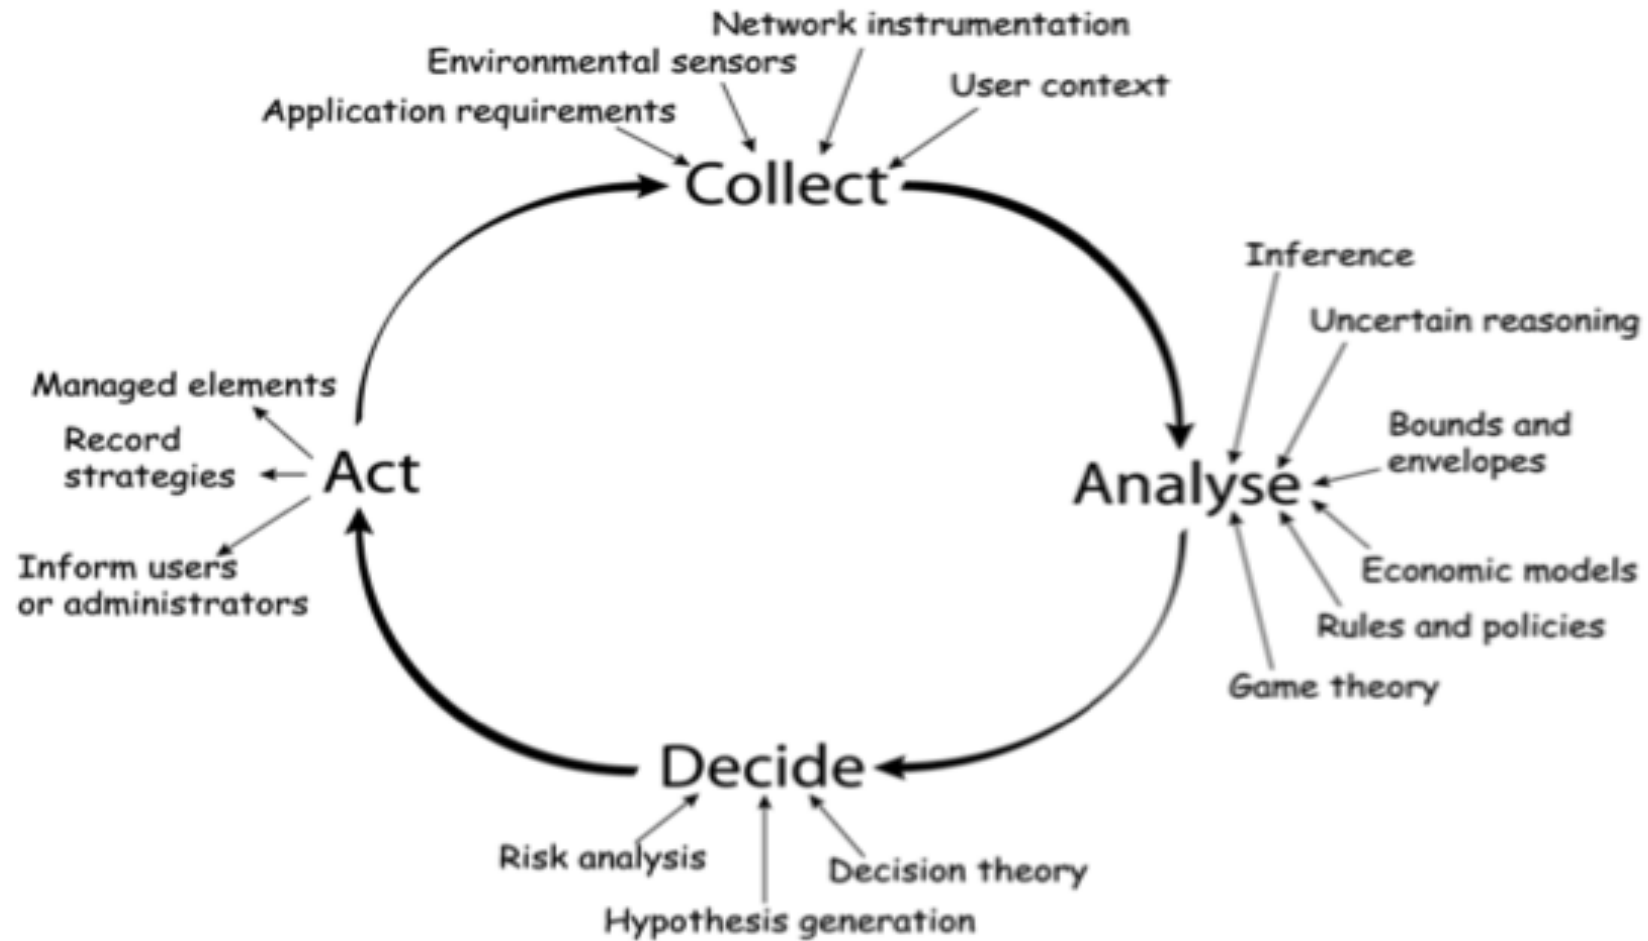 Network instrumentation
Environmental sensors
User context
Application requirements
Collect
Inference
Uncertain reasoning
Bounds and
envelopes
Analyse
Economic models
Rules and policies
Game theory
Decide
Risk analysis
Decision theory
Hypothesis generation
Managed elements
Record
strategies
Act
Inform users
or administrators